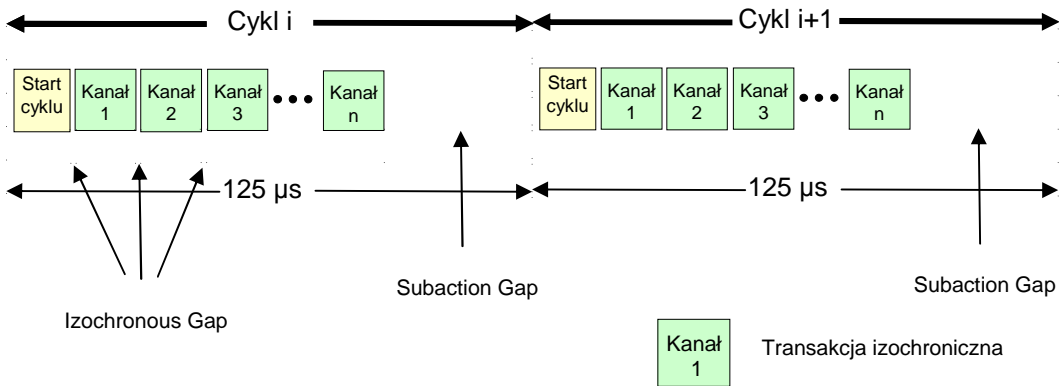 Cykl i
Cykl i+1
Start
cyklu
Kanał
1
Kanał
2
Kanał
3
Kanał
n
Start
cyklu
Kanał
1
Kanał
2
Kanał
3
Kanał
n
125 µs
125 µs
Izochronous Gap
Subaction Gap
Subaction Gap
Kanał
1
Transakcja izochroniczna